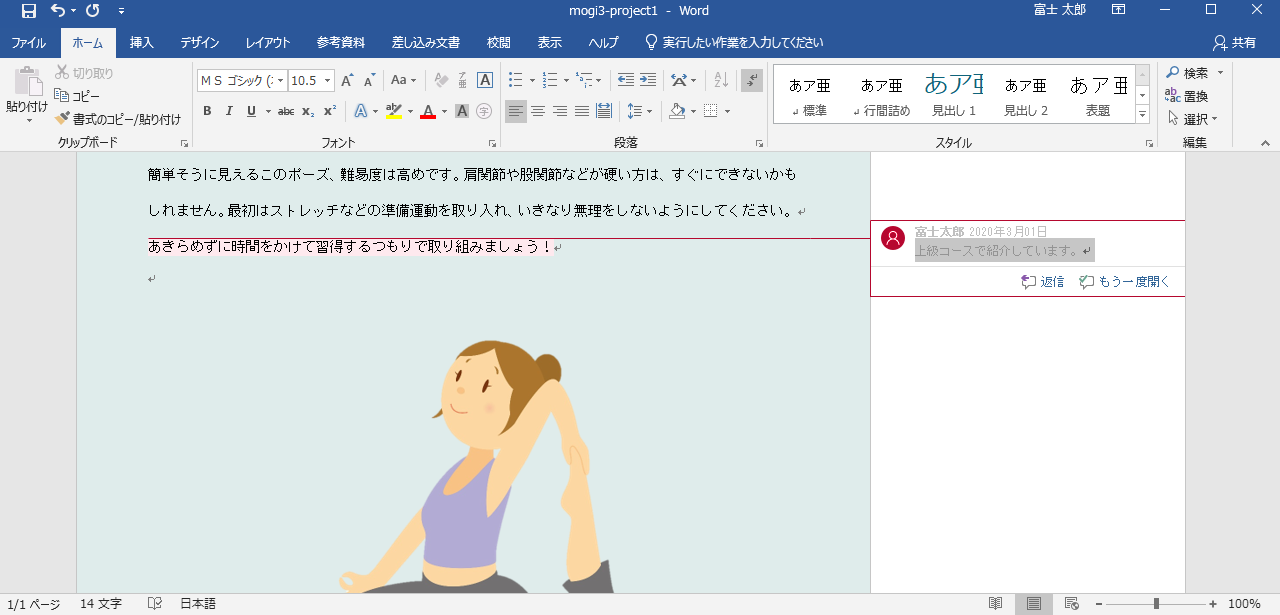 mogi3-project1 - Word
富士 太郎
ファイル ホーム 挿入 デザイン レイアウト 参考資料 差し込み文書 校閲 表示 ヘルプ 実行したい作業を入力してください 共有
貼り付け
切り取り
コピー
書式のコピー/貼り付け
クリップボード
ＭＳ ゴシック (ﾆ 10.5
A A Aa A
B I U abc x₂ x² A aly A A 字
フォント
段落
あア亜 あア亜 あア亜 あア亜 あア亜
標準 行間詰め 見出し 1 見出し 2 表題
スタイル
検索
置換
選択
編集
簡単そうに見えるこのポーズ、難易度は高めです。肩関節や股関節などが硬い方は、すぐにできないかも
しれません。最初はストレッチなどの準備運動を取り入れ、いきなり無理をしないようにしてください。
あきらめずに時間をかけて習得するつもりで取り組みましょう！
富士太郎 2020年3月01日
上級コースで紹介しています。
返信 もう一度開く
1/1 ページ 14 文字 日本語 100%